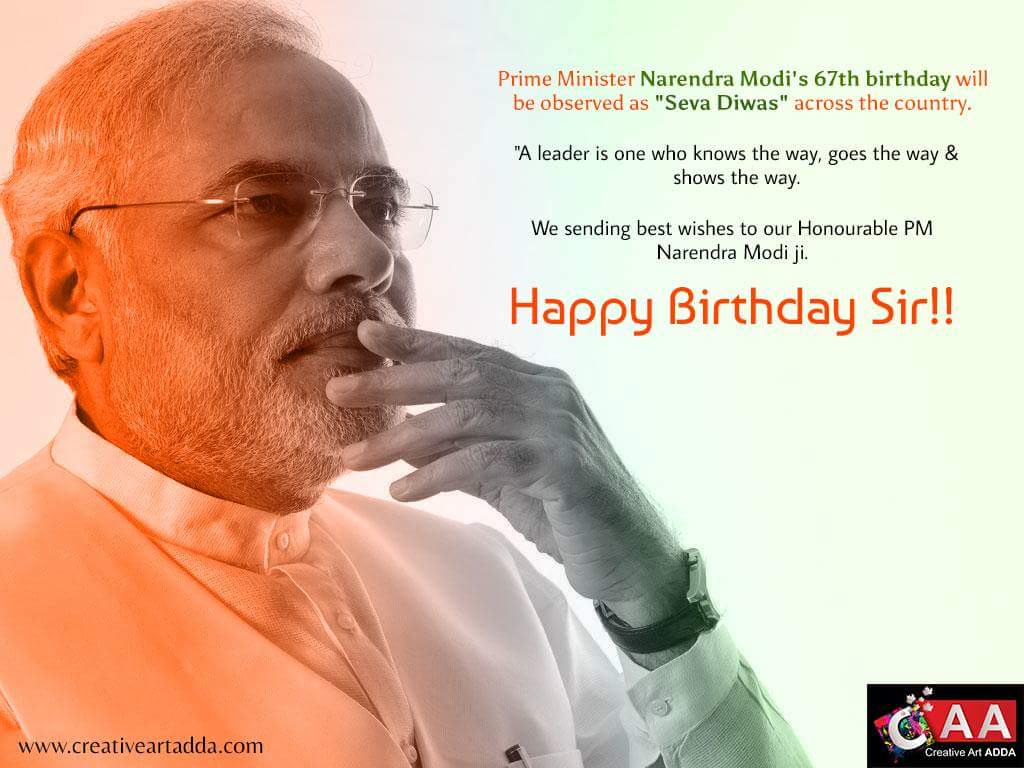 Prime Minister Narendra Modi's 67th birthday will
be observed as "Seva Diwas" across the country.
"A leader is one who knows the way, goes the way &
shows the way.
We sending best wishes to our Honourable PM
Narendra Modi ji.
Happy Birthday Sir!!
www.creativeartadda.com
CAA
Creative Art ADDA